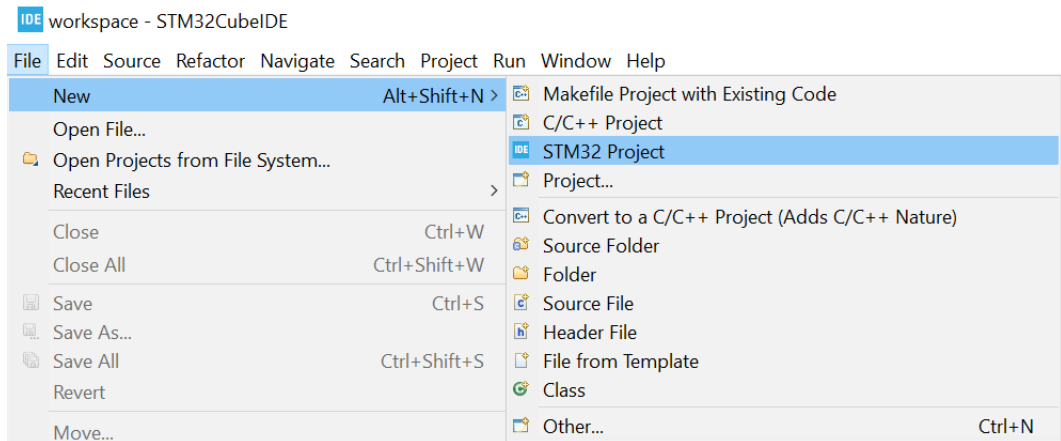 IDE workspace - STM32CubeIDE
File Edit Source Refactor Navigate Search Project Run Window Help
New Alt+Shift+N >
Open File...
Open Projects from File System...
Recent Files >
Close Ctrl+W
Close All Ctrl+Shift+W
Save Ctrl+S
Save As...
Save All Ctrl+Shift+S
Revert
Move...
Makefile Project with Existing Code
C/C++ Project
IDE STM32 Project
Project...
Convert to a C/C++ Project (Adds C/C++ Nature)
Source Folder
Folder
Source File
Header File
File from Template
Class
Other... Ctrl+N